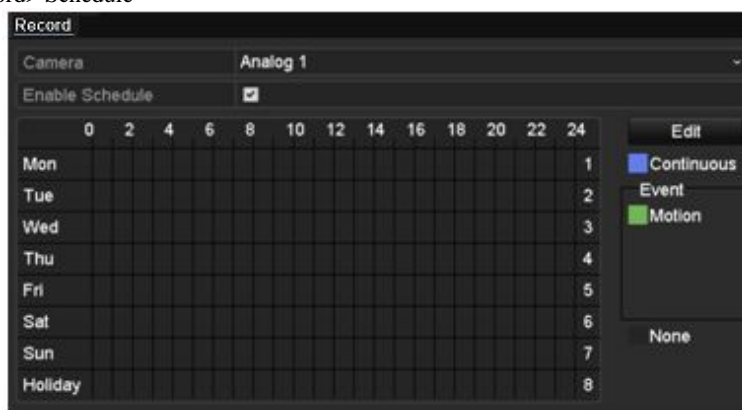 Record
Camera Analog 1
Enable Schedule
0 2 4 6 8 10 12 14 16 18 20 22 24 Edit
Mon 1 Continuous
Tue 2 Event
Wed 3 Motion
Thu 4
Fri 5
Sat 6 None
Sun 7
Holiday 8